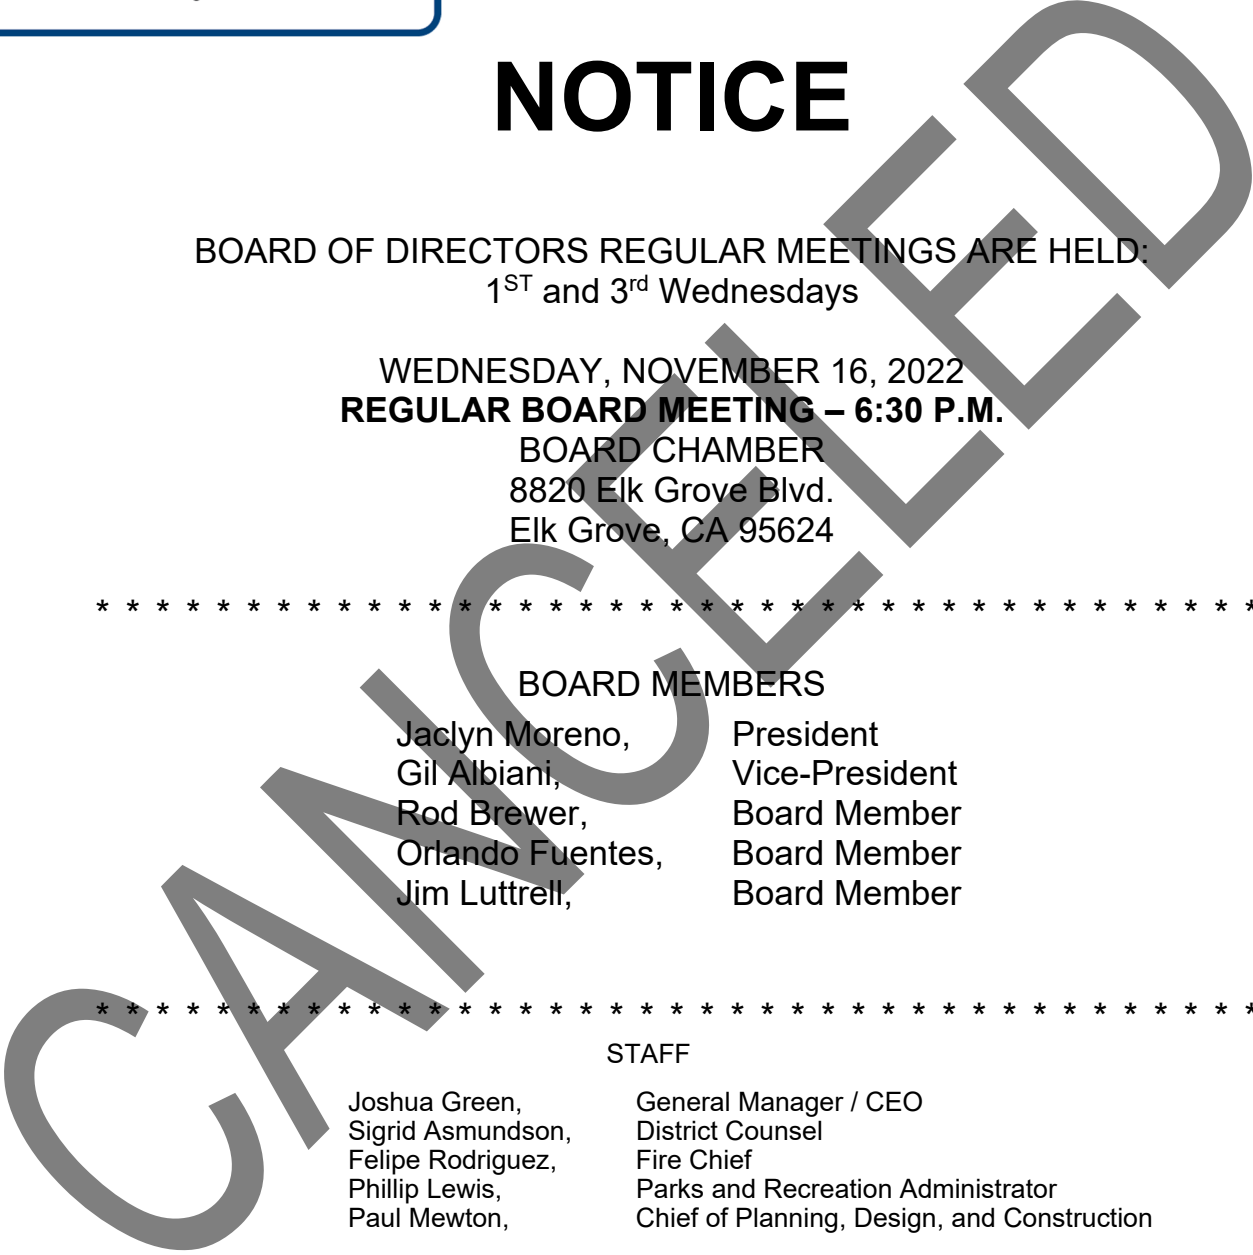 NOTICE
BOARD OF DIRECTORS REGULAR MEETINGS ARE HELD:
1ST and 3rd Wednesdays
WEDNESDAY, NOVEMBER 16, 2022
REGULAR BOARD MEETING – 6:30 P.M.
BOARD CHAMBER
8820 Elk Grove Blvd.
Elk Grove, CA 95624
* * * * * * * * * * * * * * * * * * * * * * * * * * * * * * * * * * * * * * *
BOARD MEMBERS
Jaclyn Moreno, President
Gil Albiani, Vice-President
Rod Brewer, Board Member
Orlando Fuentes, Board Member
Jim Luttrell, Board Member
* * * * * * * * * * * * * * * * * * * * * * * * * * * * * * * * * * * * * * *
STAFF
Joshua Green, General Manager / CEO
Sigrid Asmundson, District Counsel
Felipe Rodriguez, Fire Chief
Phillip Lewis, Parks and Recreation Administrator
Paul Mewton, Chief of Planning, Design, and Construction
CANCELED